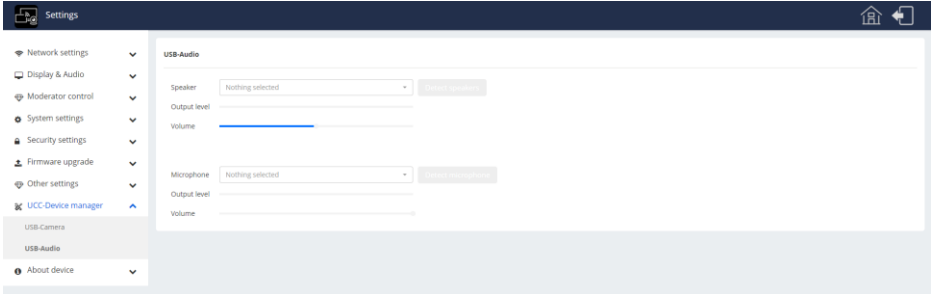 Settings
Network settings
Display & Audio
Moderator control
System settings
Security settings
Firmware upgrade
Other settings
UCC-Device manager
USB-Camera
USB-Audio
About device
USB-Audio
Speaker Nothing selected
Output level
Volume
Microphone Nothing selected
Output level
Volume